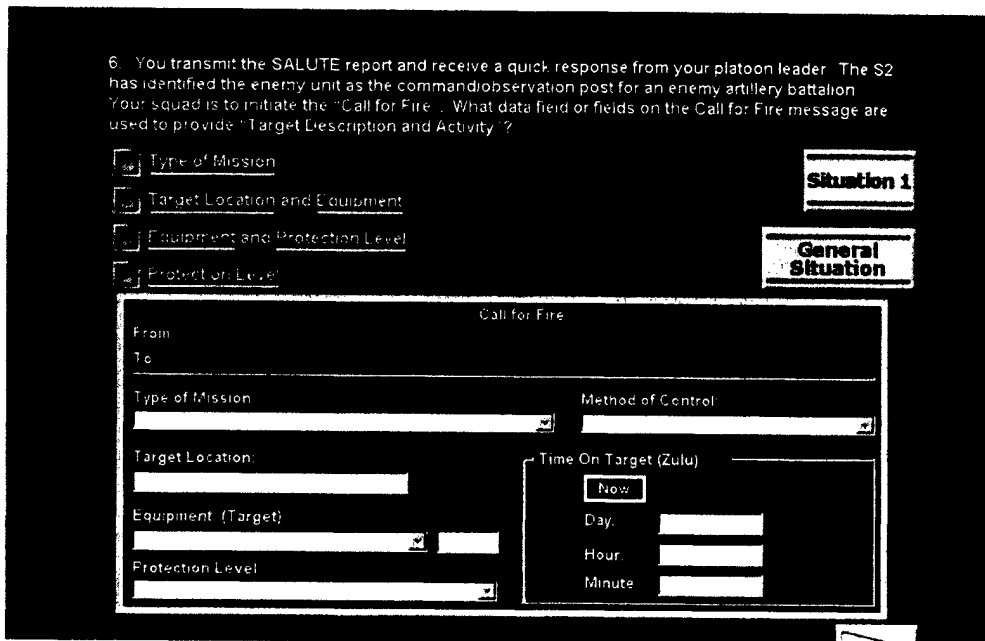 6. You transmit the SALUTE report and receive a quick response from your platoon leader The S2
has identified the enemy unit as the command/observation post for an enemy artillery battalion
Your squad is to initiate the "Call for Fire". What data field or fields on the Call for Fire message are
used to provide "Target Description and Activity"?
Type of Mission
Situation 1
Target Location and Equipment
Equipment and Protection Level
General
Situation
Protection Level
Call for Fire
From
To
Type of Mission
Method of Control:
Target Location:
Time On Target (Zulu)
Now
Equipment (Target)
Day.
Hour.
Protection Level
Minute